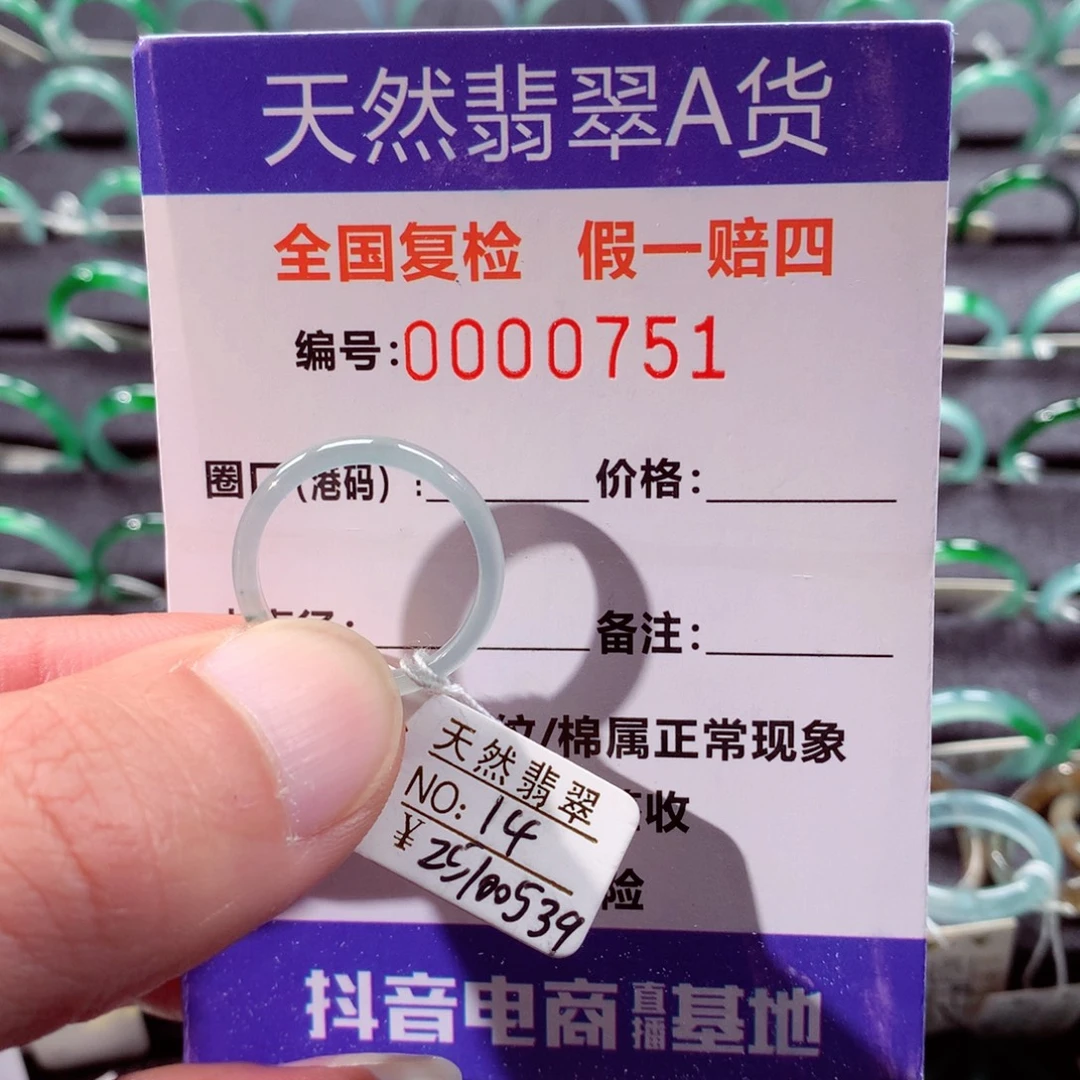 天然翡翠A货
全国复检 假一赔四
编号:0000751
圈口(港码):
价格:
备注:
纹/棉属正常现象
收
险
天然翡翠
NO: 14
¥ 25100539
抖音电商直播基地